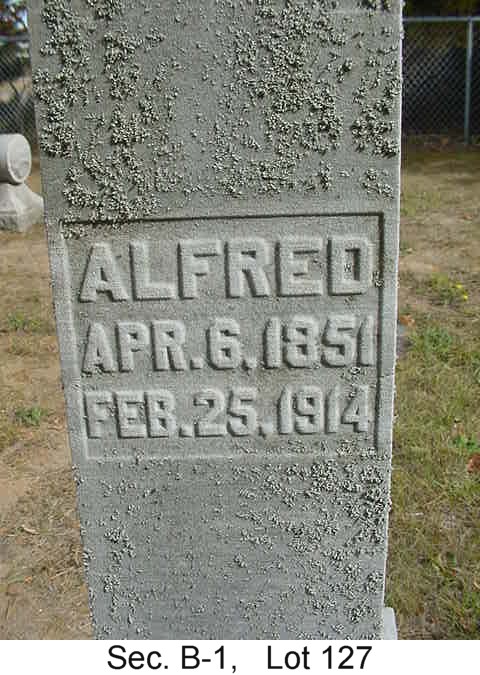 ALFRED
APR. 6, 1851
FEB. 25, 1914
Sec. B-1, Lot 127